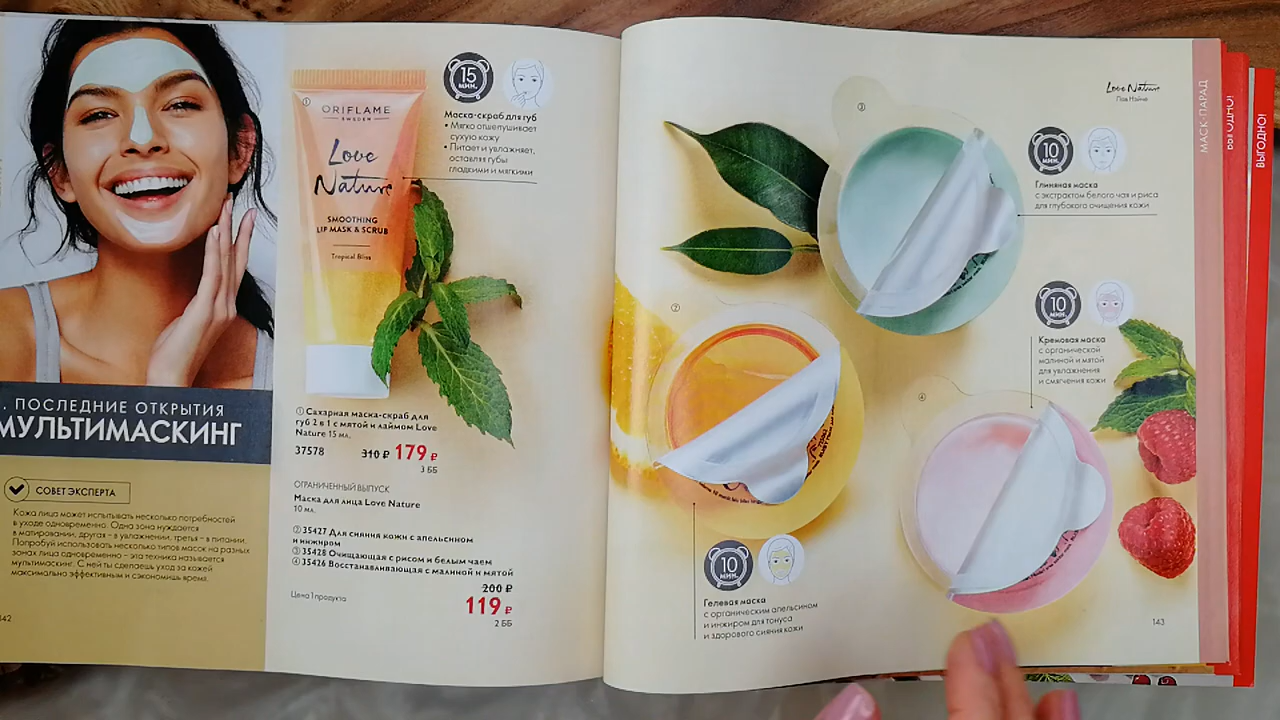 . ПОСЛЕДНИЕ ОТКРЫТИЯ
МУЛЬТИМАСКИНГ
СОВЕТ ЭКСПЕРТА
Кожа лица может испытывать несколько потребностей
в уходе одновременно. Одна зона нуждается
в матировании, другая – в увлажнении, третья – в питании.
Попробуй использовать несколько типов масок на разных
зонах лица одновременно – эта техника называется
мультимаскинг. С ней ты сделаешь уход за кожей
максимально эффективным и сэкономишь время.
142
①
ORIFLAME
SWEDEN
Love
Nature
SMOOTHING
LIP MASK & SCRUB
Tropical Bliss
15
МИН.
Маска-скраб для губ
• Мягко отшелушивает
сухую кожу
• Питает и увлажняет,
оставляя губы
гладкими и мягкими
① Сахарная маска-скраб для
губ 2 в 1 с мятой и лаймом Love
Nature 15 мл.
37578 310 ₽ 179 ₽
3 ББ
ОГРАНИЧЕННЫЙ ВЫПУСК
Маска для лица Love Nature
10 мл.
② 35427 Для сияния кожи с апельсином
и инжиром
③ 35428 Очищающая с рисом и белым чаем
④ 35426 Восстанавливающая с малиной и мятой
200 ₽
Цена 1 продукта 119 ₽
2 ББ
Love Nature
Лав Нэйче
③
10
МИН.
Глиняная маска
с экстрактом белого чая и риса
для глубокого очищения кожи
②
10
МИН.
Кремовая маска
с органической
малиной и мятой
для увлажнения
и смягчения кожи
④
10
МИН.
Гелевая маска
с органическим апельсином
и инжиром для тонуса
и здорового сияния кожи
143
МАСК-ПАРАД
ВЫГОДНО!